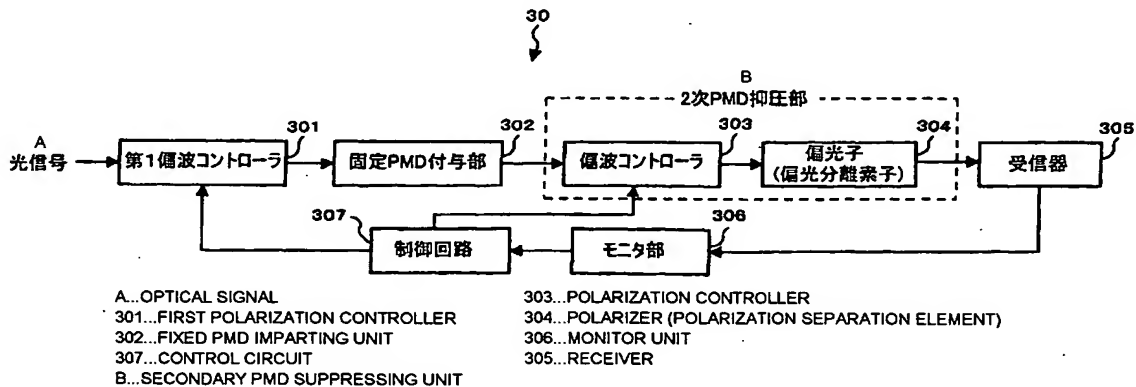 30
B
2次PMD抑圧部
A
光信号
301
第1偏波コントローラ
302
固定PMD付与部
303
偏波コントローラ
304
偏光子
(偏光分離素子)
305
受信器
307
制御回路
306
モニタ部
A...OPTICAL SIGNAL
301...FIRST POLARIZATION CONTROLLER
302...FIXED PMD IMPARTING UNIT
307...CONTROL CIRCUIT
B...SECONDARY PMD SUPPRESSING UNIT
303...POLARIZATION CONTROLLER
304...POLARIZER (POLARIZATION SEPARATION ELEMENT)
306...MONITOR UNIT
305...RECEIVER